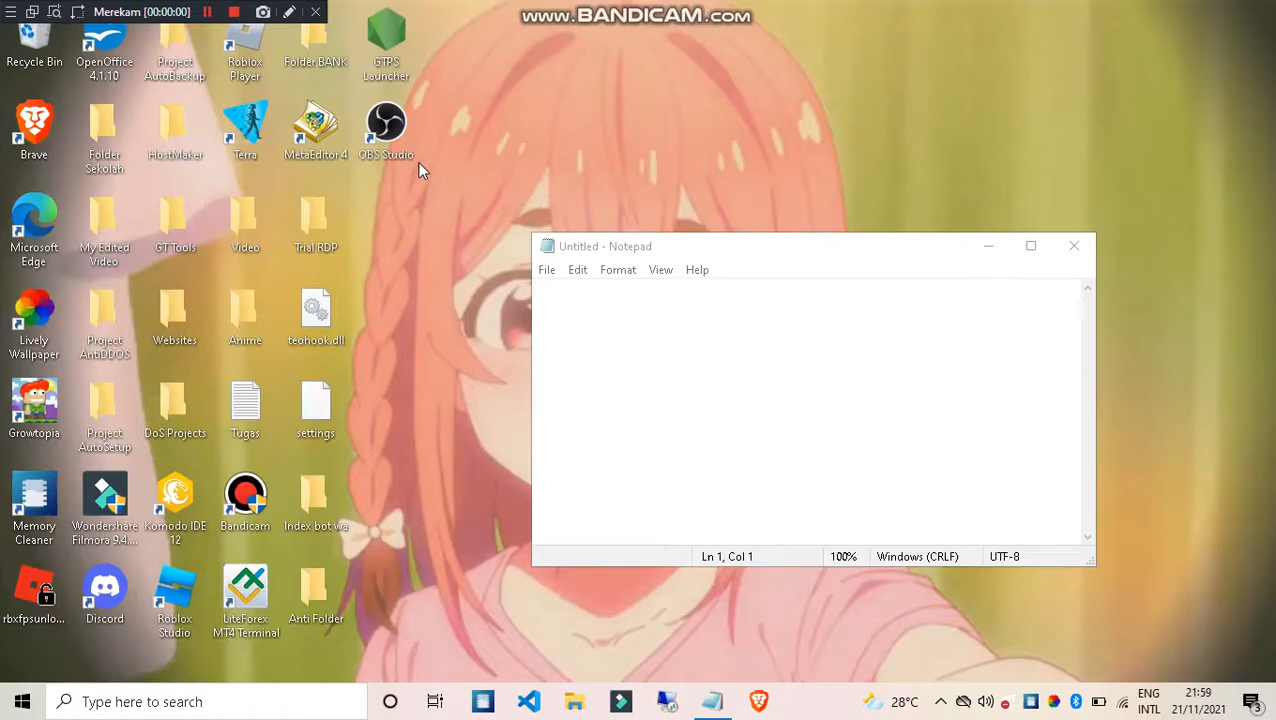 Merekam [00:00:00]
www.BANDICAM.com
Recycle Bin
OpenOffice
4.1.10
Project
AutoBackup
Roblox
Player
Folder BANK
GTPS
Launcher
Brave
Folder
Sekolah
HostMaker
Terra
MetaEditor 4
OBS Studio
Microsoft
Edge
My Edited
Video
GT Tools
Video
Trial RDP
Lively
Wallpaper
Project
AntiDDOS
Websites
Anime
teohook.dll
Growtopia
Project
AutoSetup
DoS Projects
Tugas
settings
Memory
Cleaner
Wondershare
Filmora 9.4....
Komodo IDE
12
Bandicam
Index bot wa
rbxfpsunlo...
Discord
Roblox
Studio
LiteForex
MT4 Terminal
Anti Folder
Untitled - Notepad
File Edit Format View Help
Ln 1, Col 1 100% Windows (CRLF) UTF-8
Type here to search
28°C
ENG
INTL
21:59
21/11/2021
3